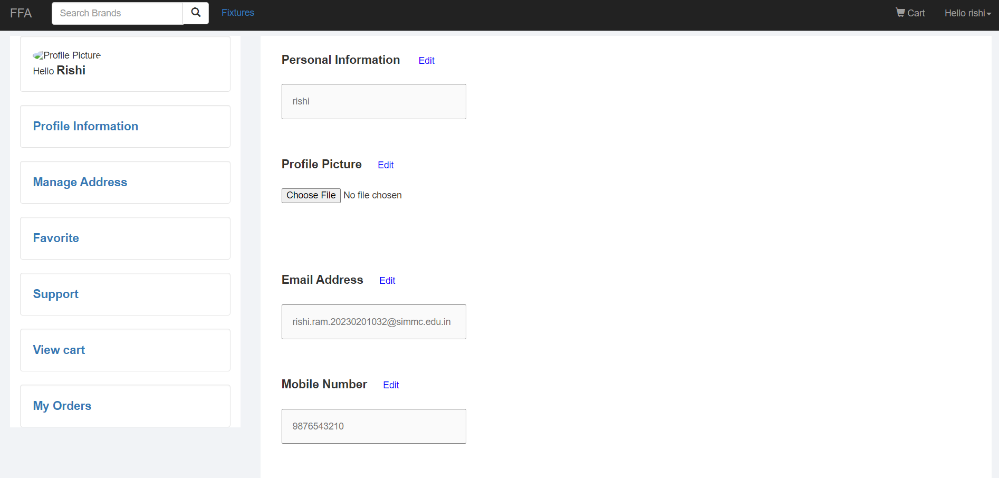 FFA Search Brands Fixtures Cart Hello rishi
Profile Picture
Hello Rishi
Profile Information
Manage Address
Favorite
Support
View cart
My Orders
Personal Information Edit
rishi
Profile Picture Edit
Choose File No file chosen
Email Address Edit
rishi.ram.20230201032@simmc.edu.in
Mobile Number Edit
9876543210